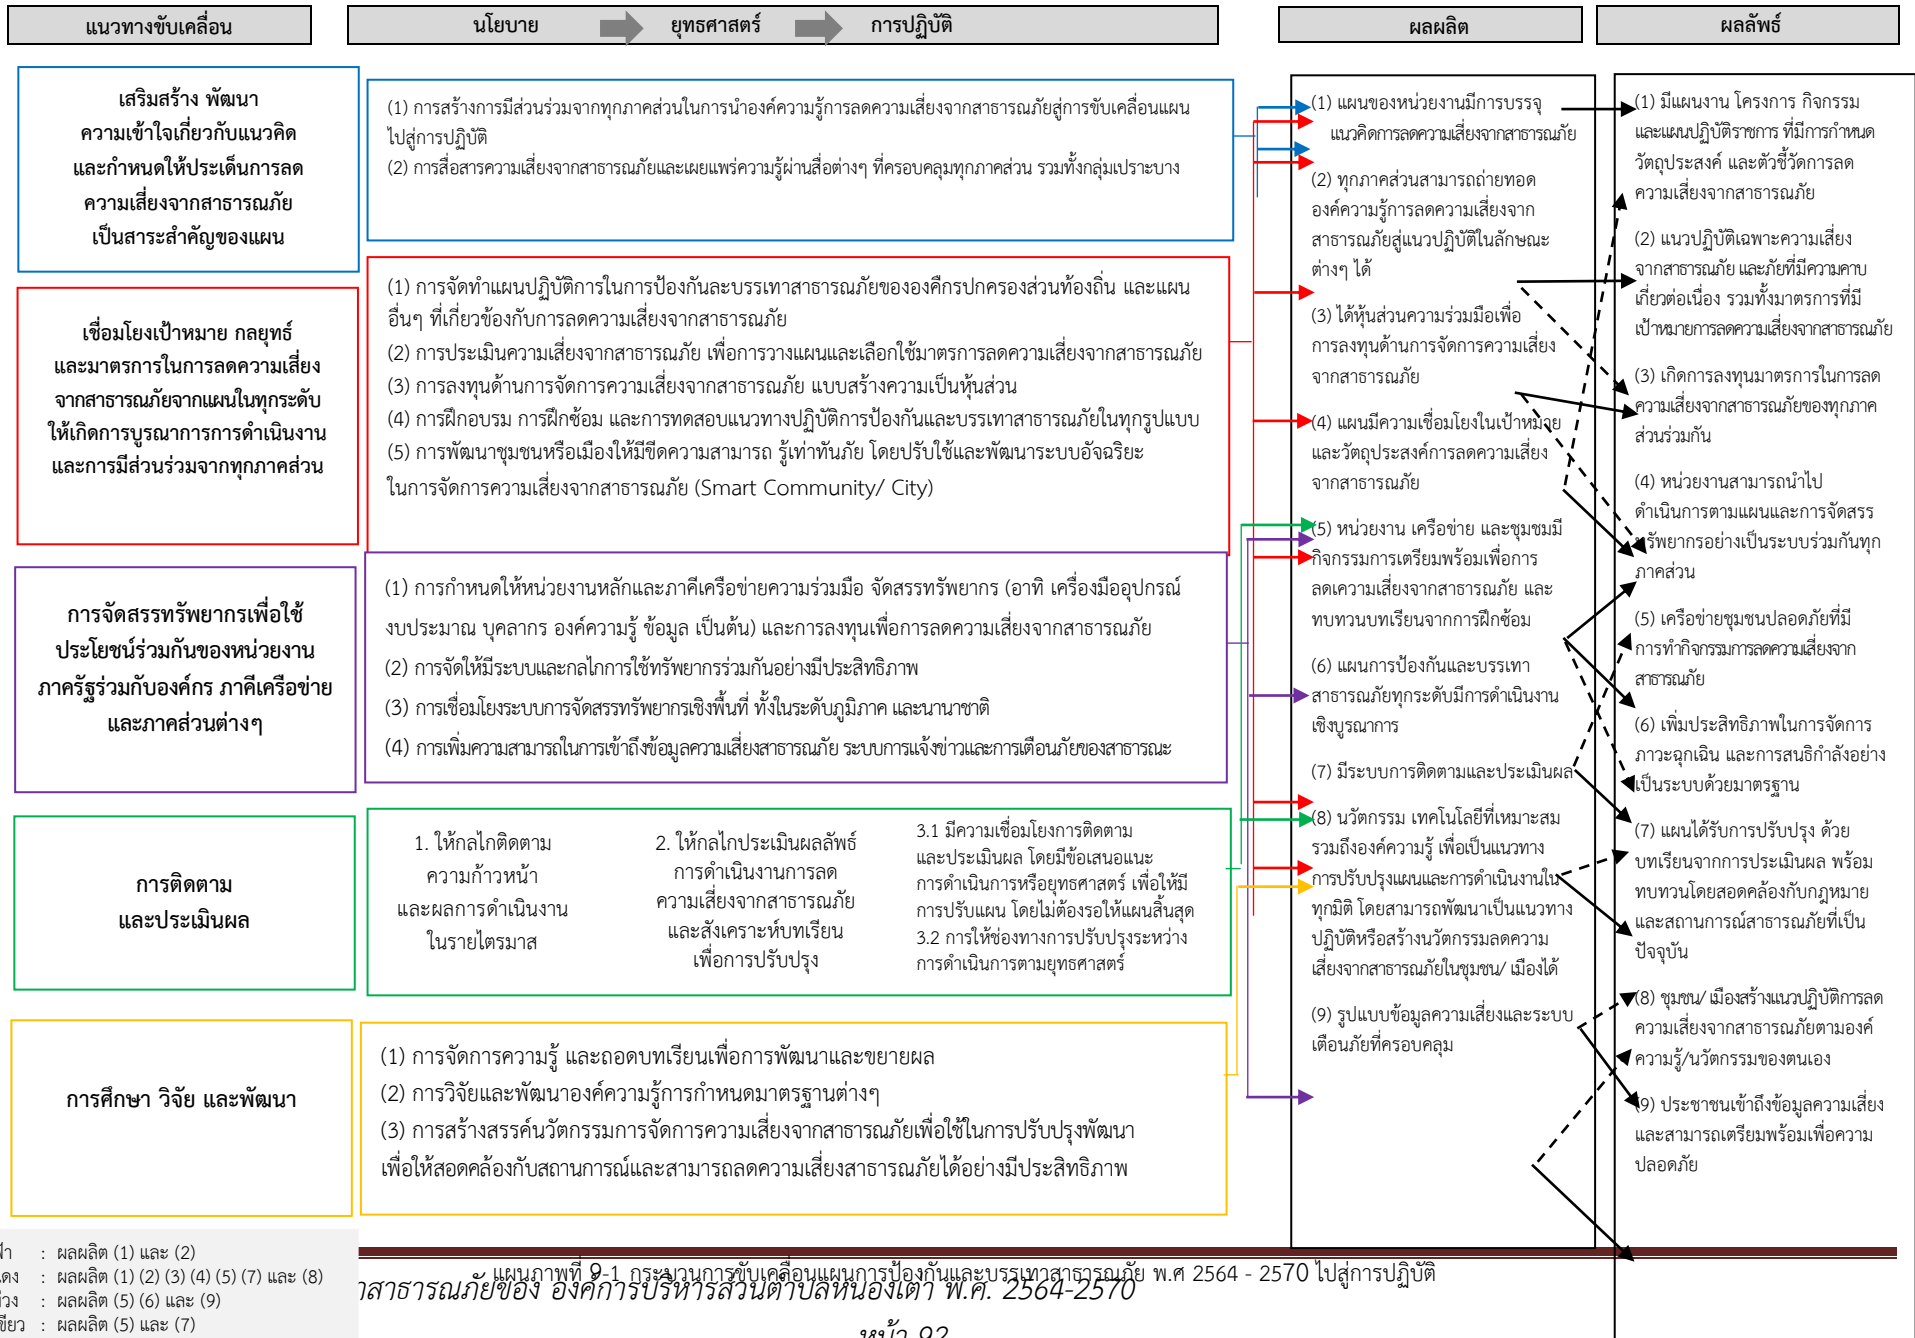 แนวทางขับเคลื่อน
นโยบาย
ยุทธศาสตร์
การปฏิบัติ
ผลผลิต
ผลลัพธ์
เสริมสร้าง พัฒนา
ความเข้าใจเกี่ยวกับแนวคิด
และกำหนดให้ประเด็นการลด
ความเสี่ยงจากสาธารณภัย
เป็นสาระสำคัญของแผน
(1) การสร้างการมีส่วนร่วมจากทุกภาคส่วนในการนำองค์ความรู้การลดความเสี่ยงจากสาธารณภัยสู่การขับเคลื่อนแผน
ไปสู่การปฏิบัติ
(2) การสื่อสารความเสี่ยงจากสาธารณภัยและเผยแพร่ความรู้ผ่านสื่อต่างๆ ที่ครอบคลุมทุกภาคส่วน รวมทั้งกลุ่มเปราะบาง
เชื่อมโยงเป้าหมาย กลยุทธ์
และมาตรการในการลดความเสี่ยง
จากสาธารณภัยจากแผนในทุกระดับ
ให้เกิดการบูรณาการการดำเนินงาน
และการมีส่วนร่วมจากทุกภาคส่วน
(1) การจัดทำแผนปฏิบัติการในการป้องกันละบรรเทาสาธารณภัยขององค์กรปกครองส่วนท้องถิ่น และแผน
อื่นๆ ที่เกี่ยวข้องกับการลดความเสี่ยงจากสาธารณภัย
(2) การประเมินความเสี่ยงจากสาธารณภัย เพื่อการวางแผนและเลือกใช้มาตรการลดความเสี่ยงจากสาธารณภัย
(3) การลงทุนด้านการจัดการความเสี่ยงจากสาธารณภัย แบบสร้างความเป็นหุ้นส่วน
(4) การฝึกอบรม การฝึกซ้อม และการทดสอบแนวทางปฏิบัติการป้องกันและบรรเทาสาธารณภัยในทุกรูปแบบ
(5) การพัฒนาชุมชนหรือเมืองให้มีขีดความสามารถ รู้เท่าทันภัย โดยปรับใช้และพัฒนาระบบอัจฉริยะ
ในการจัดการความเสี่ยงจากสาธารณภัย (Smart Community/ City)
การจัดสรรทรัพยากรเพื่อใช้
ประโยชน์ร่วมกันของหน่วยงาน
ภาครัฐร่วมกับองค์กร ภาคีเครือข่าย
และภาคส่วนต่างๆ
(1) การกำหนดให้หน่วยงานหลักและภาคีเครือข่ายความร่วมมือ จัดสรรทรัพยากร (อาทิ เครื่องมืออุปกรณ์
งบประมาณ บุคลากร องค์ความรู้ ข้อมูล เป็นต้น) และการลงทุนเพื่อการลดความเสี่ยงจากสาธารณภัย
(2) การจัดให้มีระบบและกลไกการใช้ทรัพยากรร่วมกันอย่างมีประสิทธิภาพ
(3) การเชื่อมโยงระบบการจัดสรรทรัพยากรเชิงพื้นที่ ทั้งในระดับภูมิภาค และนานาชาติ
(4) การเพิ่มความสามารถในการเข้าถึงข้อมูลความเสี่ยงสาธารณภัย ระบบการแจ้งข่าวและการเตือนภัยของสาธารณะ
การติดตาม
และประเมินผล
1. ให้กลไกติดตาม
ความก้าวหน้า
และผลการดำเนินงาน
ในรายไตรมาส
2. ให้กลไกประเมินผลลัพธ์
การดำเนินงานการลด
ความเสี่ยงจากสาธารณภัย
และสังเคราะห์บทเรียน
เพื่อการปรับปรุง
3.1 มีความเชื่อมโยงการติดตาม
และประเมินผล โดยมีข้อเสนอแนะ
การดำเนินการหรือยุทธศาสตร์ เพื่อให้มี
การปรับแผน โดยไม่ต้องรอให้แผนสิ้นสุด
3.2 การให้ช่องทางการปรับปรุงระหว่าง
การดำเนินการตามยุทธศาสตร์
การศึกษา วิจัย และพัฒนา
(1) การจัดการความรู้ และถอดบทเรียนเพื่อการพัฒนาและขยายผล
(2) การวิจัยและพัฒนาองค์ความรู้การกำหนดมาตรฐานต่างๆ
(3) การสร้างสรรค์นวัตกรรมการจัดการความเสี่ยงจากสาธารณภัยเพื่อใช้ในการปรับปรุงพัฒนา
เพื่อให้สอดคล้องกับสถานการณ์และสามารถลดความเสี่ยงสาธารณภัยได้อย่างมีประสิทธิภาพ
(1) แผนของหน่วยงานมีการบรรจุ
แนวคิดการลดความเสี่ยงจากสาธารณภัย
(2) ทุกภาคส่วนสามารถถ่ายทอด
องค์ความรู้การลดความเสี่ยงจาก
สาธารณภัยสู่แนวปฏิบัติในลักษณะ
ต่างๆ ได้
(3) ได้หุ้นส่วนความร่วมมือเพื่อ
การลงทุนด้านการจัดการความเสี่ยง
จากสาธารณภัย
(4) แผนมีความเชื่อมโยงในเป้าหมาย
และวัตถุประสงค์การลดความเสี่ยง
จากสาธารณภัย
(5) หน่วยงาน เครือข่าย และชุมชมมี
กิจกรรมการเตรียมพร้อมเพื่อการ
ลดเความเสี่ยงจากสาธารณภัย และ
ทบทวนบทเรียนจากการฝึกซ้อม
(6) แผนการป้องกันและบรรเทา
สาธารณภัยทุกระดับมีการดำเนินงาน
เชิงบูรณาการ
(7) มีระบบการติดตามและประเมินผล
(8) นวัตกรรม เทคโนโลยีที่เหมาะสม
รวมถึงองค์ความรู้ เพื่อเป็นแนวทาง
การปรับปรุงแผนและการดำเนินงานใน
ทุกมิติ โดยสามารถพัฒนาเป็นแนวทาง
ปฏิบัติหรือสร้างนวัตกรรมลดความ
เสี่ยงจากสาธารณภัยในชุมชน/ เมืองได้
(9) รูปแบบข้อมูลความเสี่ยงและระบบ
เตือนภัยที่ครอบคลุม
(1) มีแผนงาน โครงการ กิจกรรม
และแผนปฏิบัติราชการ ที่มีการกำหนด
วัตถุประสงค์ และตัวชี้วัดการลด
ความเสี่ยงจากสาธารณภัย
(2) แนวปฏิบัติเฉพาะความเสี่ยง
จากสาธารณภัย และภัยที่มีความคาบ
เกี่ยวต่อเนื่อง รวมทั้งมาตรการที่มี
เป้าหมายการลดความเสี่ยงจากสาธารณภัย
(3) เกิดการลงทุนมาตรการในการลด
ความเสี่ยงจากสาธารณภัยของทุกภาค
ส่วนร่วมกัน
(4) หน่วยงานสามารถนำไป
ดำเนินการตามแผนและการจัดสรร
ทรัพยากรอย่างเป็นระบบร่วมกันทุก
ภาคส่วน
(5) เครือข่ายชุมชนปลอดภัยที่มี
การทำกิจกรรมการลดความเสี่ยงจาก
สาธารณภัย
(6) เพิ่มประสิทธิภาพในการจัดการ
ภาวะฉุกเฉิน และการสนธิกำลังอย่าง
เป็นระบบด้วยมาตรฐาน
(7) แผนได้รับการปรับปรุง ด้วย
บทเรียนจากการประเมินผล พร้อม
ทบทวนโดยสอดคล้องกับกฎหมาย
และสถานการณ์สาธารณภัยที่เป็น
ปัจจุบัน
(8) ชุมชน/ เมืองสร้างแนวปฏิบัติการลด
ความเสี่ยงจากสาธารณภัยตามองค์
ความรู้/นวัตกรรมของตนเอง
(9) ประชาชนเข้าถึงข้อมูลความเสี่ยง
และสามารถเตรียมพร้อมเพื่อความ
ปลอดภัย
: ผลผลิต (1) และ (2)
: ผลผลิต (1) (2) (3) (4) (5) (7) และ (8)
: ผลผลิต (5) (6) และ (9)
: ผลผลิต (5) และ (7)
แผนภาพที่ 9-1 กระบวนการขับเคลื่อนแผนการป้องกันและบรรเทาสาธารณภัย พ.ศ 2564 - 2570 ไปสู่การปฏิบัติ
สาธารณภัยของ องค์การบริหารส่วนตำบลหนองเต่า พ.ศ. 2564-2570
หน้า 92